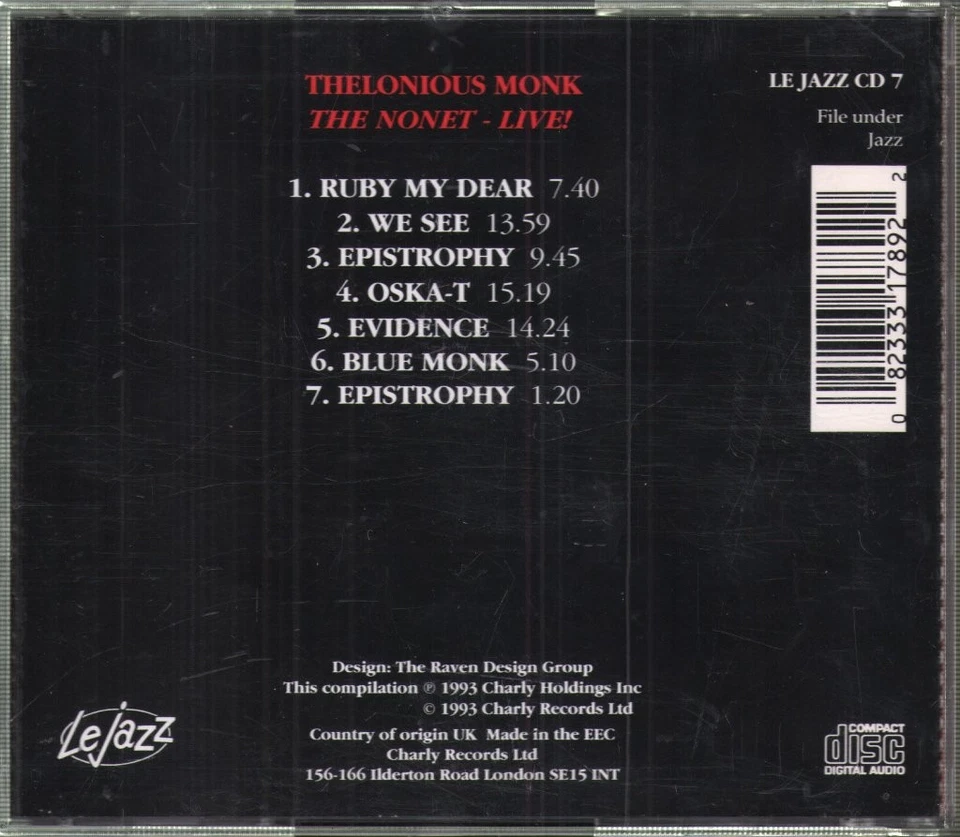 THELONIOUS MONK
THE NONET - LIVE!
LE JAZZ CD 7
File under
Jazz
1. RUBY MY DEAR 7.40
2. WE SEE 13.59
3. EPISTROPHY 9.45
4. OSKA-T 15.19
5. EVIDENCE 14.24
6. BLUE MONK 5.10
7. EPISTROPHY 1.20
0 82333 17892 2
Design: The Raven Design Group
This compilation ℗ 1993 Charly Holdings Inc
© 1993 Charly Records Ltd
Country of origin UK Made in the EEC
Charly Records Ltd
156-166 Ilderton Road London SE15 INT
Le jazz
COMPACT
disc
DIGITAL AUDIO